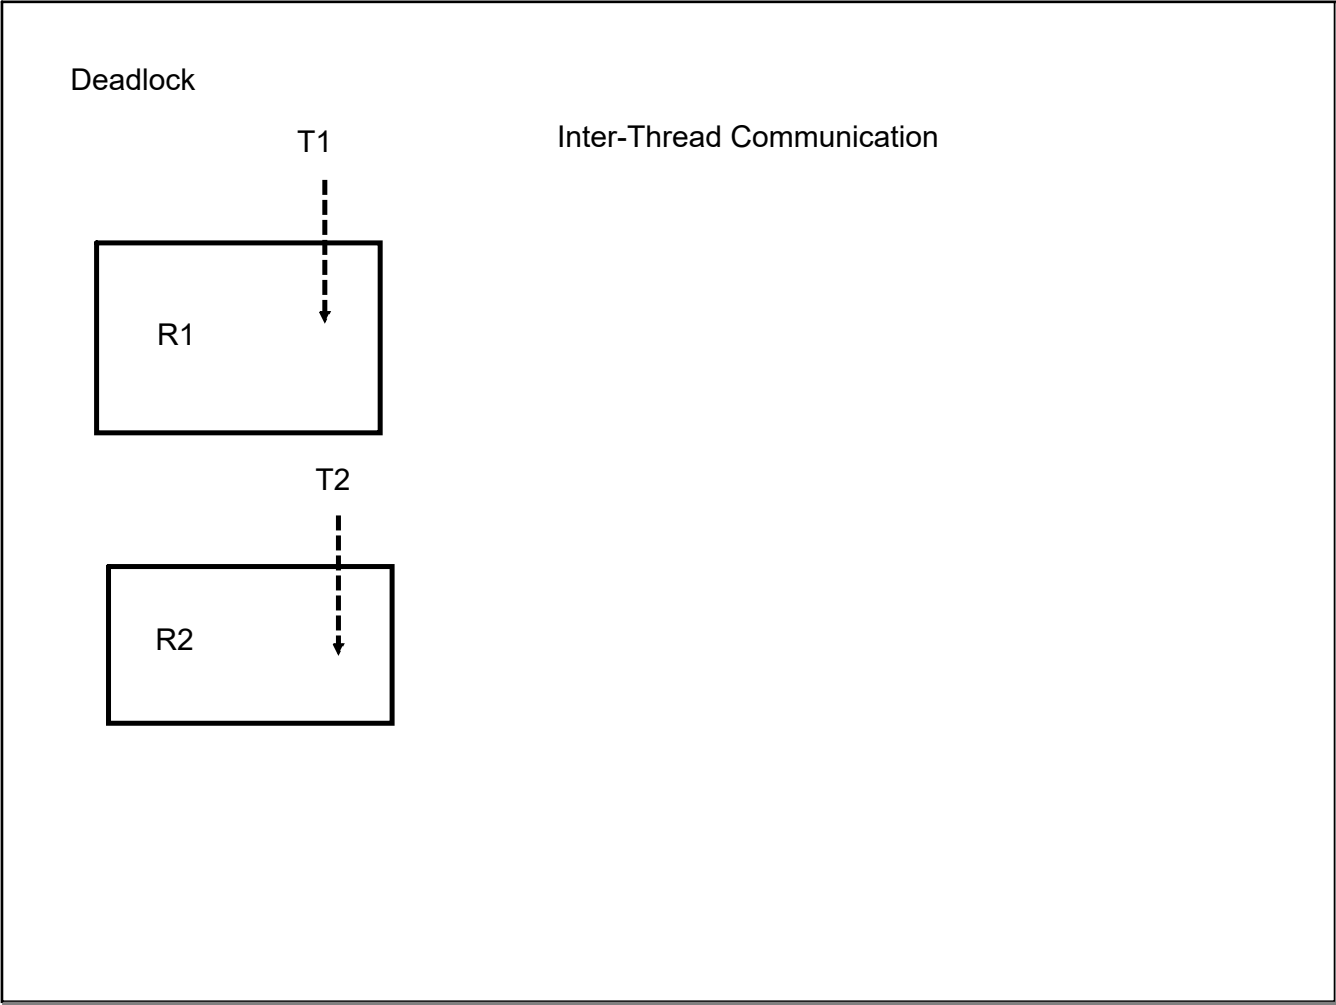 Deadlock
T1
Inter-Thread Communication
R1
T2
R2